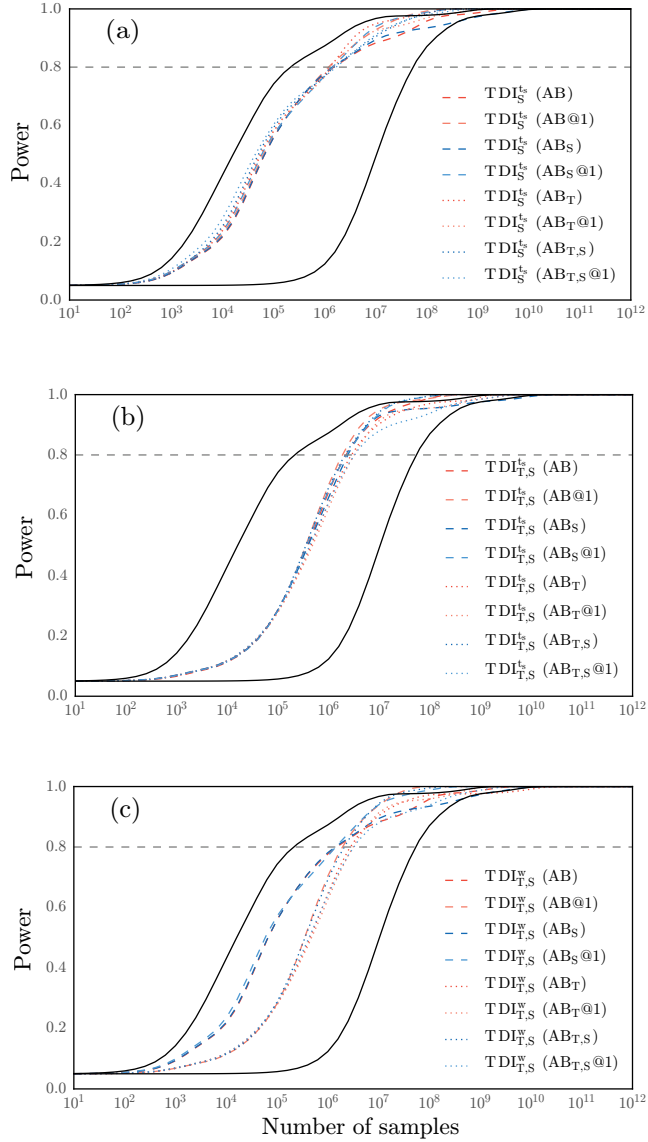 (a)
1.0
0.8
0.6
0.4
0.2
0.0
Power
TDI_S^ts (AB)
TDI_S^ts (AB@1)
TDI_S^ts (AB_S)
TDI_S^ts (AB_S@1)
TDI_S^ts (AB_T)
TDI_S^ts (AB_T@1)
TDI_S^ts (AB_T,S)
TDI_S^ts (AB_T,S@1)
10^1 10^2 10^3 10^4 10^5 10^6 10^7 10^8 10^9 10^10 10^11 10^12
(b)
1.0
0.8
0.6
0.4
0.2
0.0
Power
TDI_T,S^ts (AB)
TDI_T,S^ts (AB@1)
TDI_T,S^ts (AB_S)
TDI_T,S^ts (AB_S@1)
TDI_T,S^ts (AB_T)
TDI_T,S^ts (AB_T@1)
TDI_T,S^ts (AB_T,S)
TDI_T,S^ts (AB_T,S@1)
10^1 10^2 10^3 10^4 10^5 10^6 10^7 10^8 10^9 10^10 10^11 10^12
(c)
1.0
0.8
0.6
0.4
0.2
0.0
Power
TDI_T,S^w (AB)
TDI_T,S^w (AB@1)
TDI_T,S^w (AB_S)
TDI_T,S^w (AB_S@1)
TDI_T,S^w (AB_T)
TDI_T,S^w (AB_T@1)
TDI_T,S^w (AB_T,S)
TDI_T,S^w (AB_T,S@1)
10^1 10^2 10^3 10^4 10^5 10^6 10^7 10^8 10^9 10^10 10^11 10^12
Number of samples